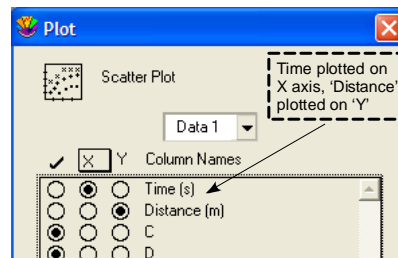 Plot
Scatter Plot
Time plotted on
X axis, ‘Distance’
plotted on ‘Y’
Data 1
X Y Column Names
Time (s)
Distance (m)
C
D